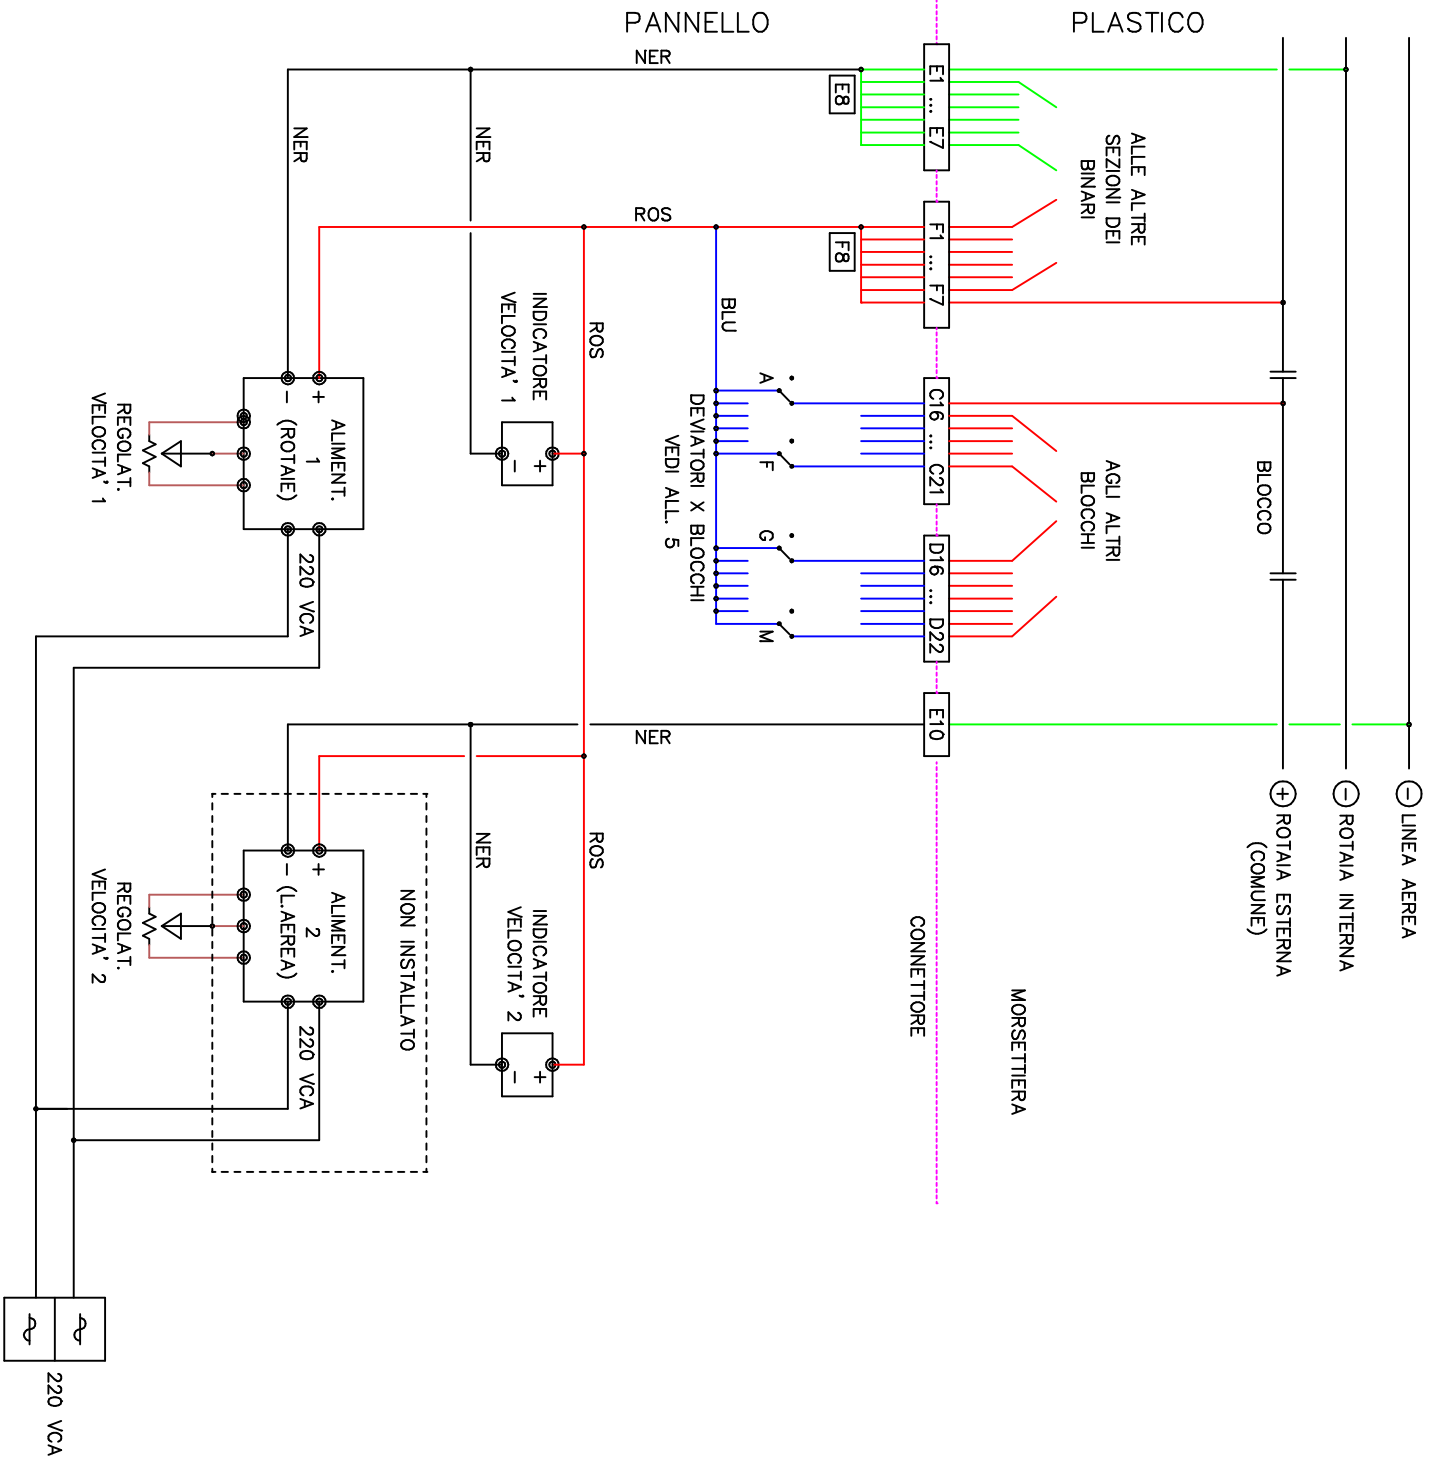 PANNELLO
PLASTICO
NER
E1 ... E7
E8
NER
NER
ALLE ALTRE
SEZIONI DEI
BINARI
ROS
F1 ... F7
F8
BLU
ROS
INDICATORE
VELOCITA' 1
+
-
A
F
G
M
DEVIATORI X BLOCCHI
VEDI ALL. 5
C16 .. C21
D16 ... D22
AGLI ALTRI
BLOCCHI
BLOCCO
+
-
ALIMENT.
1
(ROTAIE)
REGOLAT.
VELOCITA' 1
220 VCA
NER
E10
+ ROTAIA ESTERNA
(COMUNE)
- ROTAIA INTERNA
- LINEA AEREA
NER
ROS
INDICATORE
VELOCITA' 2
+
-
NON INSTALLATO
+
-
ALIMENT.
2
(L.AEREA)
REGOLAT.
VELOCITA' 2
220 VCA
CONNETTORE
MORSETTIERA
220 VCA